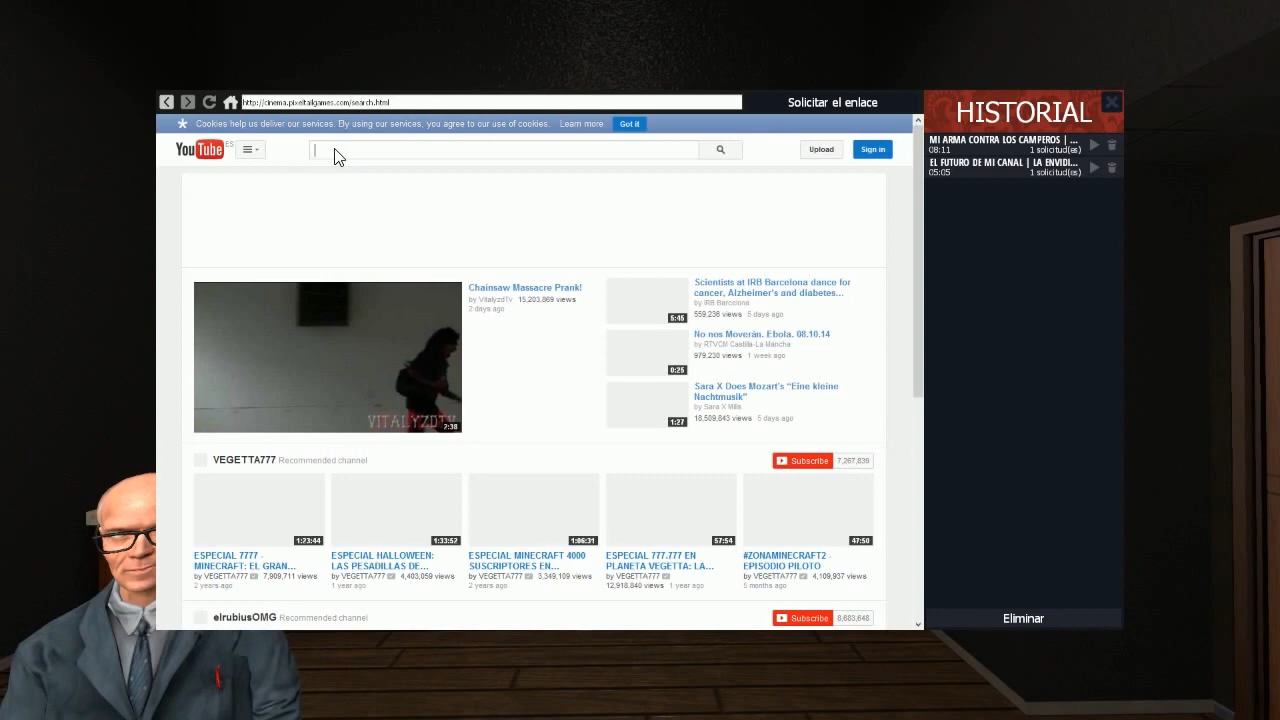 http://cinema.pixeltailgames.com/search.html
Solicitar el enlace
Cookies help us deliver our services. By using our services, you agree to our use of cookies. Learn more Got it
YouTube ES
Upload
Sign in
Chainsaw Massacre Prank!
by VitalyzdTv 15,203,869 views
2 days ago
VITALYZDTV
7:38
Scientists at IRB Barcelona dance for
cancer, Alzheimer's and diabetes...
by IRB Barcelona
559,236 views 5 days ago
5:45
No nos Moverán. Ebola. 08.10.14
by RTVCM Castilla-La Mancha
979,230 views 1 week ago
0:25
Sara X Does Mozart's "Eine kleine
Nachtmusik"
by Sara X Mills
18,509,843 views 5 days ago
1:27
VEGETTA777 Recommended channel
Subscribe 7,267,839
1:23:44
ESPECIAL 7777 -
MINECRAFT: EL GRAN...
by VEGETTA777 7,909,711 views
2 years ago
1:33:52
ESPECIAL HALLOWEEN:
LAS PESADILLAS DE...
by VEGETTA777 4,403,059 views
1 year ago
1:06:31
ESPECIAL MINECRAFT 4000
SUSCRIPTORES EN...
by VEGETTA777 3,349,109 views
2 years ago
57:54
ESPECIAL 777.777 EN
PLANETA VEGETTA: LA...
by VEGETTA777
12,918,840 views 1 year ago
47:50
#ZONAMINECRAFT2 -
EPISODIO PILOTO
by VEGETTA777 4,109,937 views
5 months ago
elrubiusOMG Recommended channel
Subscribe 8,683,648
HISTORIAL
MI ARMA CONTRA LOS CAMPEROS | ...
08:11 1 solicitud(es)
EL FUTURO DE MI CANAL | LA ENVIDI...
05:05 1 solicitud(es)
Eliminar